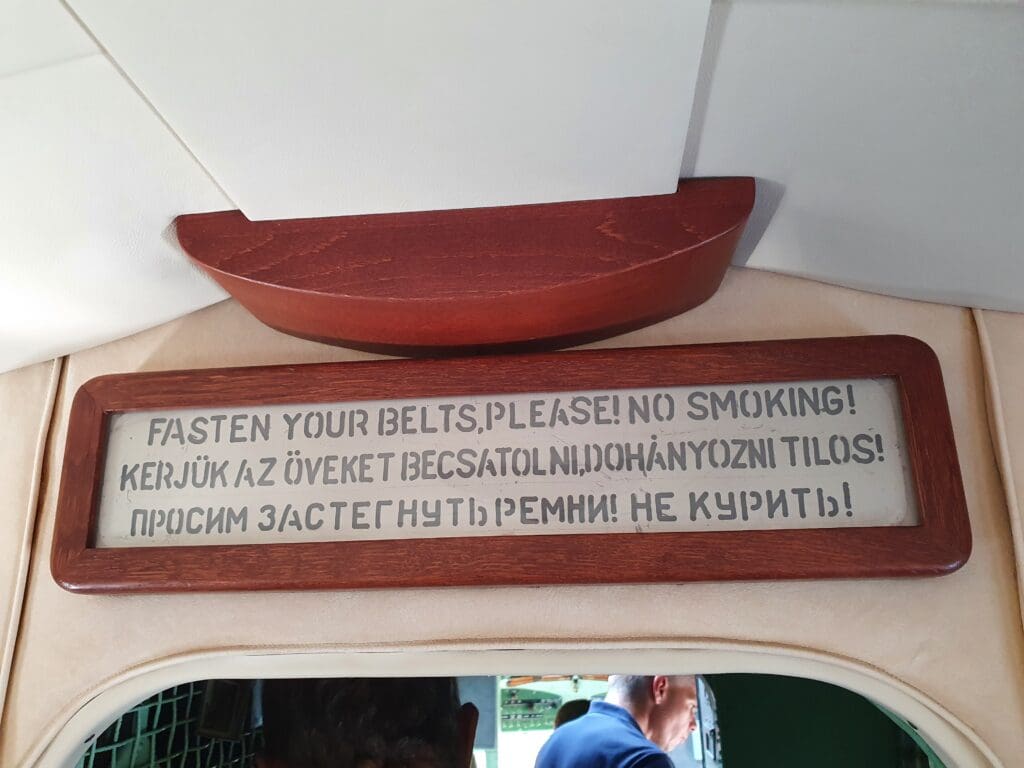 FASTEN YOUR BELTS,PLEASE! NO SMOKING!
KERJÜK AZ ÖVEKET BECSATOLNI,DOHÁNYOZNI TILOS!
ПРОСИМ ЗАСТЕГНУТЬ РЕМНИ! НЕ КУРИТЬ!